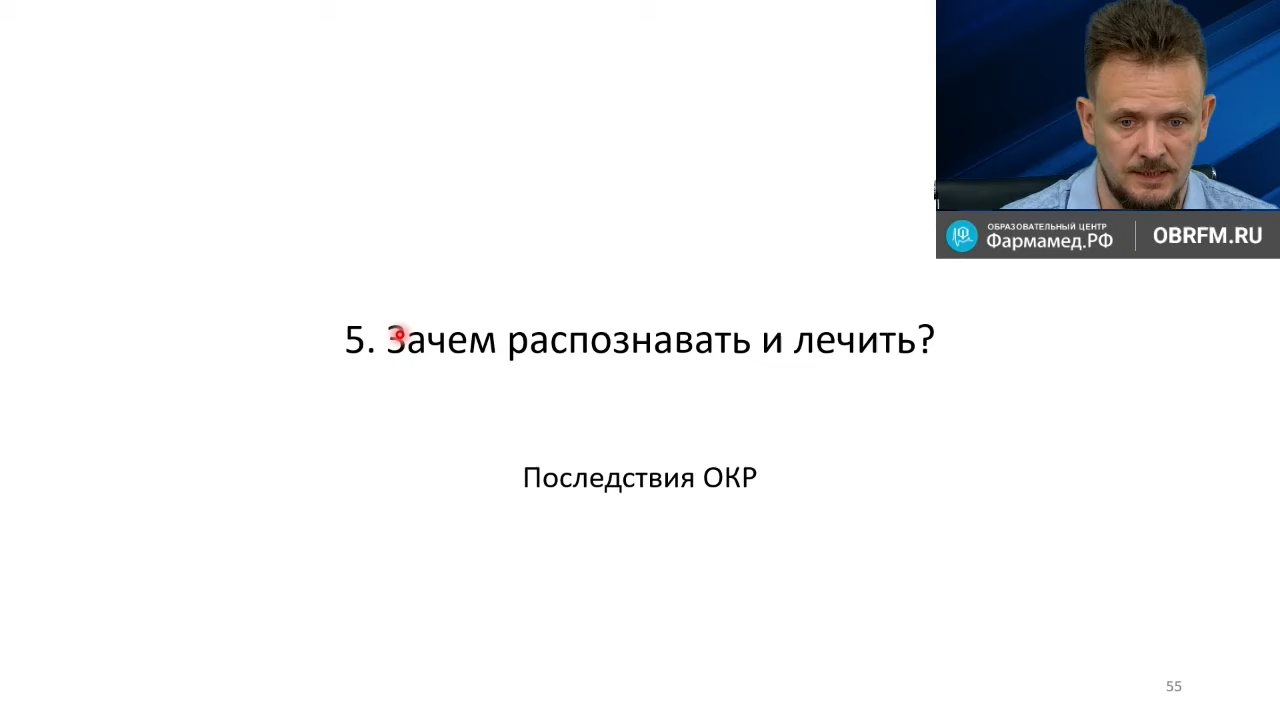 ОБРАЗОВАТЕЛЬНЫЙ ЦЕНТР
Фармамед.РФ
OBRFM.RU
5. Зачем распознавать и лечить?
Последствия ОКР
55